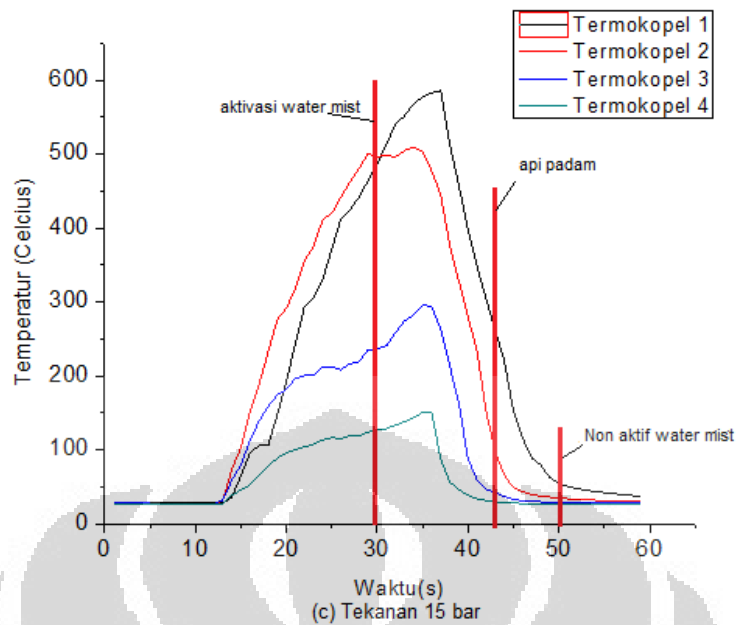 Termokopel 1
Termokopel 2
Termokopel 3
Termokopel 4
600
500
400
300
200
100
0
Temperatur (Celcius)
aktivasi water mist
api padam
Non aktif water mist
0 10 20 30 40 50 60
Waktu(s)
(c) Tekanan 15 bar